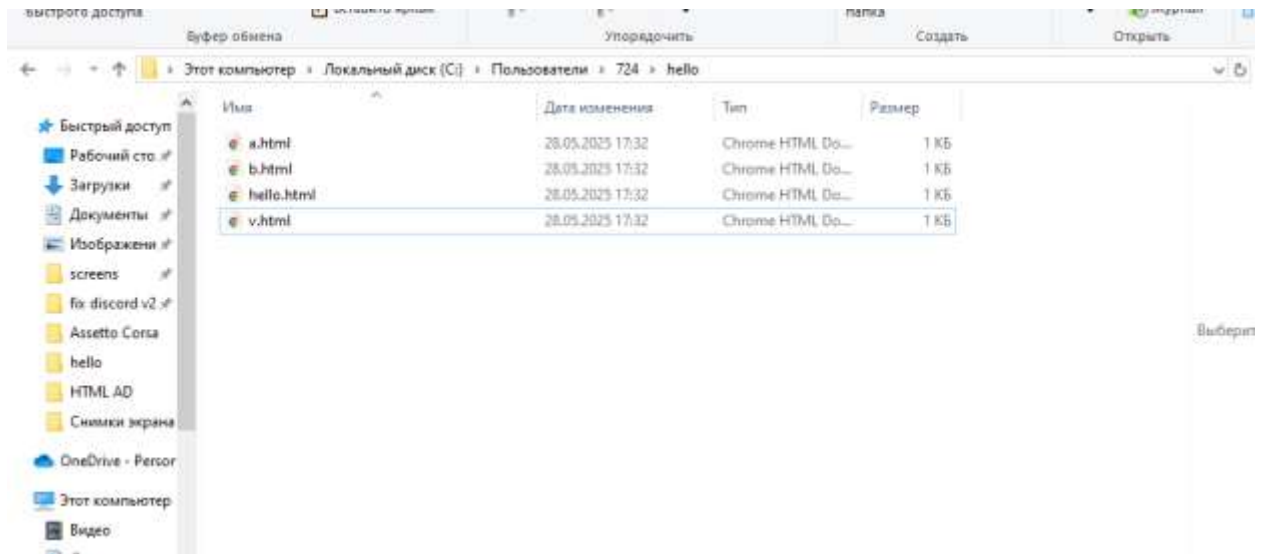 быстрого доступа
папка
Буфер обмена Упорядочить Создать Открыть
Этот компьютер › Локальный диск (C:) › Пользователи › 724 › hello
Имя Дата изменения Тип Размер
Быстрый доступ
Рабочий сто
Загрузки
Документы
Изображени
screens
fix discord v2
Assetto Corsa
hello
HTML AD
Снимки экрана
OneDrive - Person
Этот компьютер
Видео
a.html 28.05.2025 17:32 Chrome HTML Do... 1 КБ
b.html 28.05.2025 17:32 Chrome HTML Do... 1 КБ
hello.html 28.05.2025 17:32 Chrome HTML Do... 1 КБ
v.html 28.05.2025 17:32 Chrome HTML Do... 1 КБ
Выберит